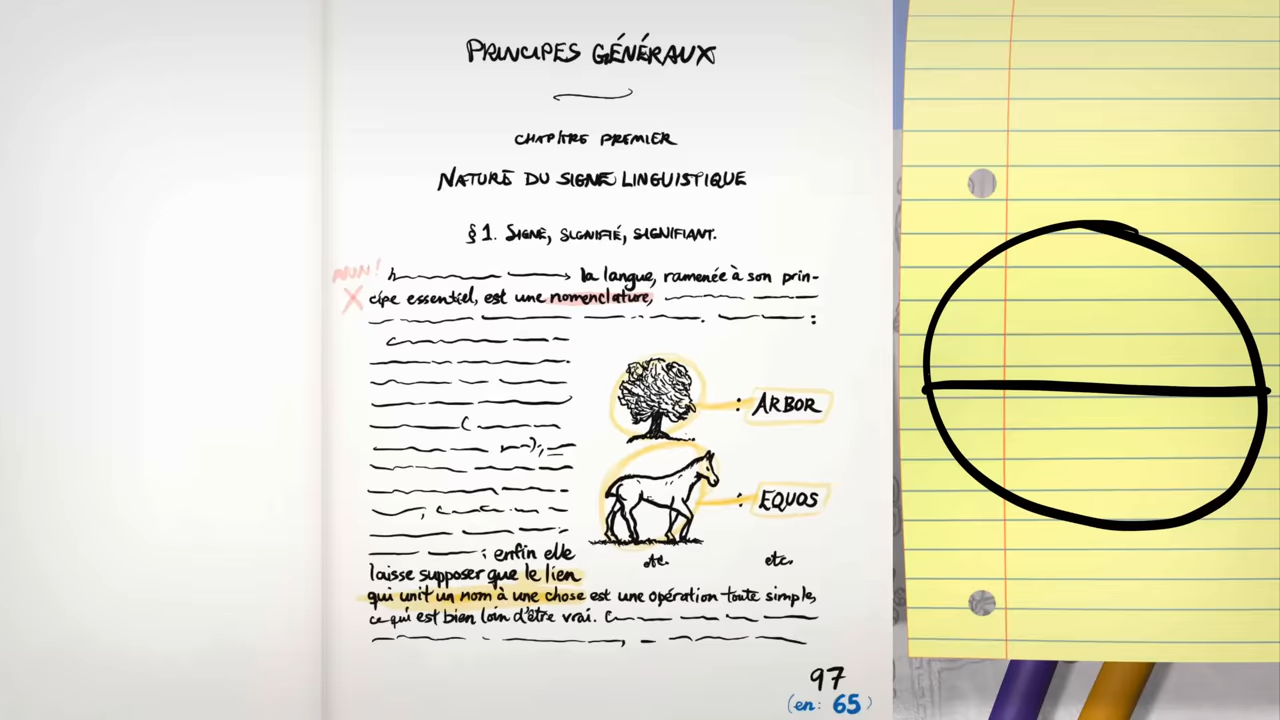 PRINCIPES GÉNÉRAUX
CHAPITRE PREMIER
NATURE DU SIGNE LINGUISTIQUE
§ 1. SIGNE, SIGNIFIÉ, SIGNIFIANT.
NON!
la langue, ramenée à son prin-
cipe essentiel, est une nomenclature,
:
: ARBOR
: EQUOS
; enfin elle
etc. etc.
laisse supposer que le lien
qui unit un nom à une chose est une opération toute simple,
ce qui est bien loin d'être vrai.
97
(en: 65)